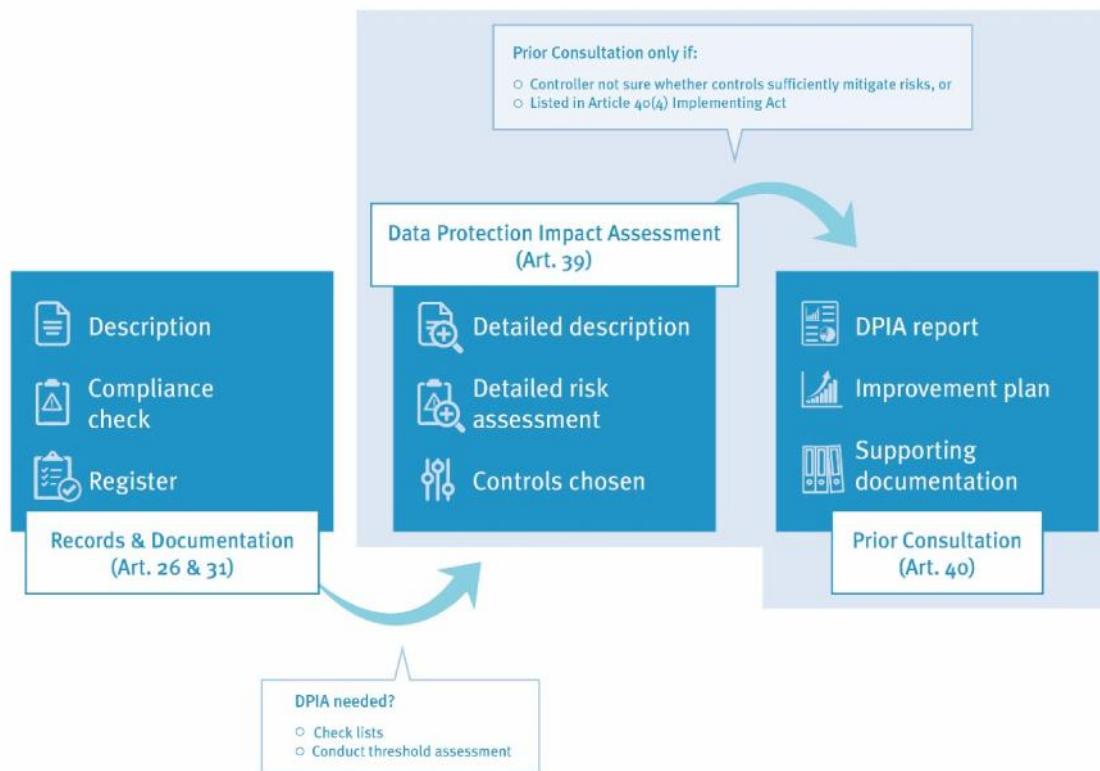 Prior Consultation only if:
○ Controller not sure whether controls sufficiently mitigate risks, or
○ Listed in Article 40(4) Implementing Act
Data Protection Impact Assessment
(Art. 39)
Description
Compliance
check
Register
Records & Documentation
(Art. 26 & 31)
Detailed description
Detailed risk
assessment
Controls chosen
DPIA report
Improvement plan
Supporting
documentation
Prior Consultation
(Art. 40)
DPIA needed?
○ Check lists
○ Conduct threshold assessment